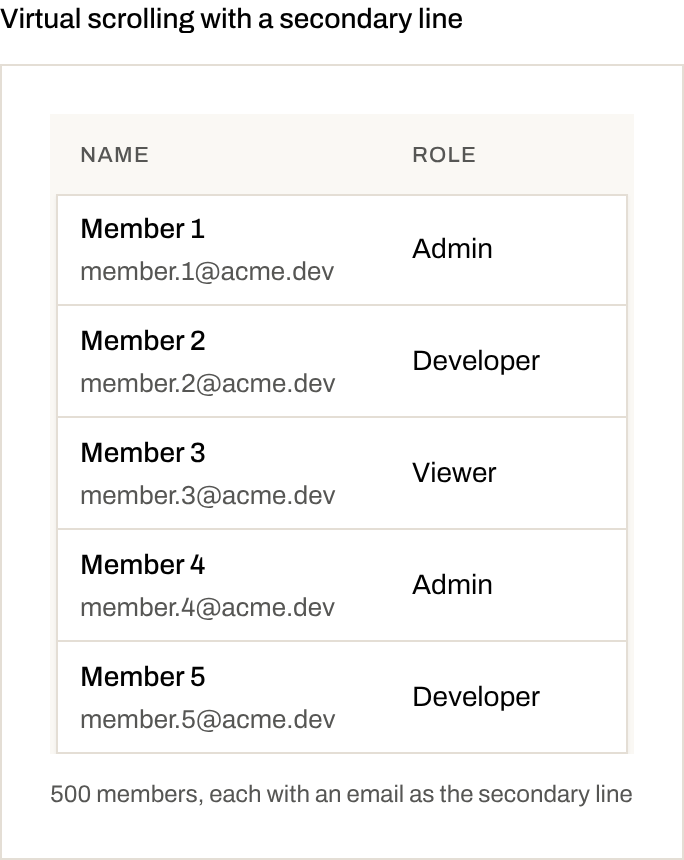 Virtual scrolling with a secondary line
NAME ROLE
Member 1
member.1@acme.dev
Admin
Member 2
member.2@acme.dev
Developer
Member 3
member.3@acme.dev
Viewer
Member 4
member.4@acme.dev
Admin
Member 5
member.5@acme.dev
Developer
500 members, each with an email as the secondary line